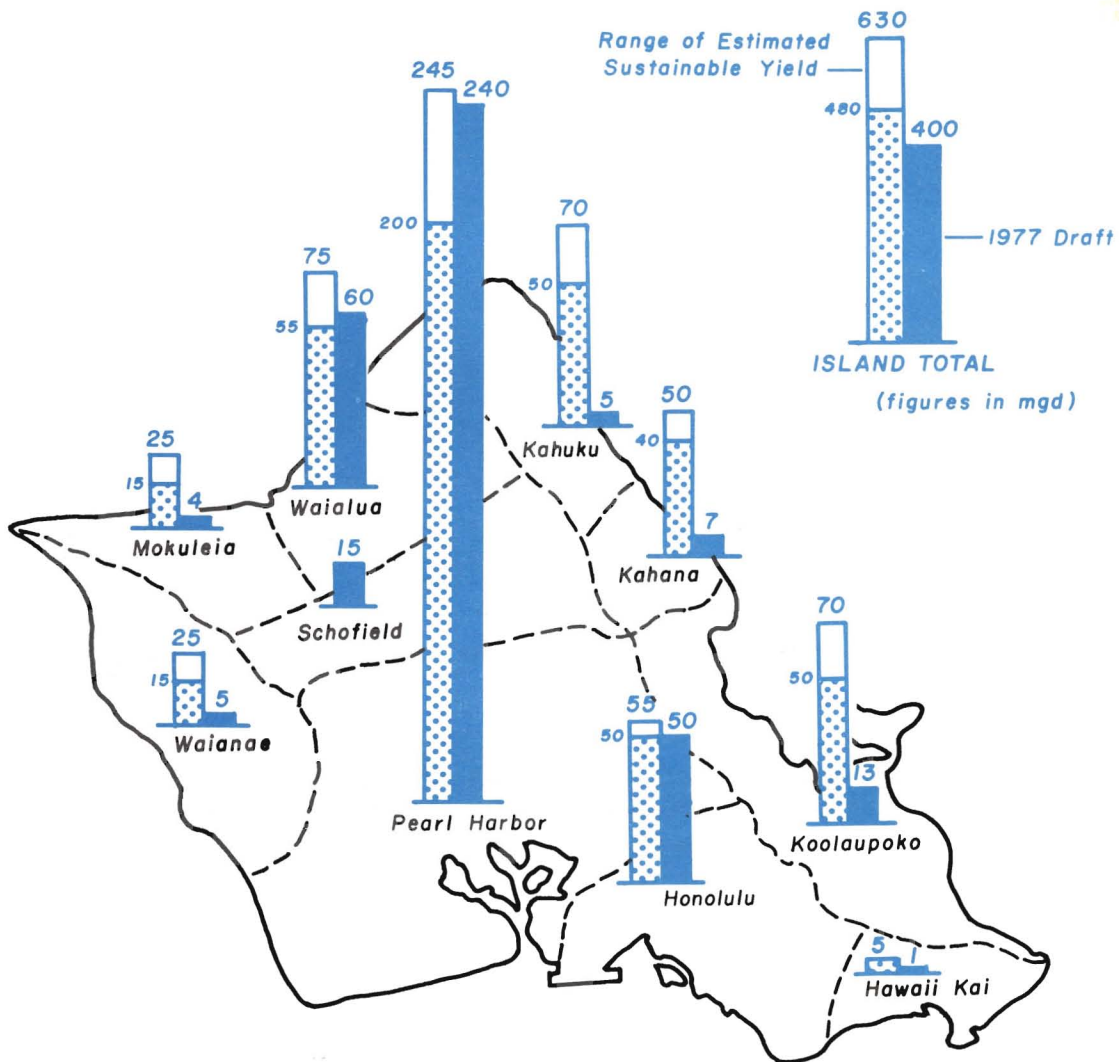 630
Range of Estimated
Sustainable Yield
480
400
1977 Draft
ISLAND TOTAL
(figures in mgd)
245
240
200
Pearl Harbor
75
60
55
Waialua
70
50
5
Kahuku
50
40
7
Kahana
25
15
4
Mokuleia
15
Schofield
25
15
5
Waianae
55
50
50
Honolulu
70
50
13
Koolaupoko
5
1
Hawaii Kai